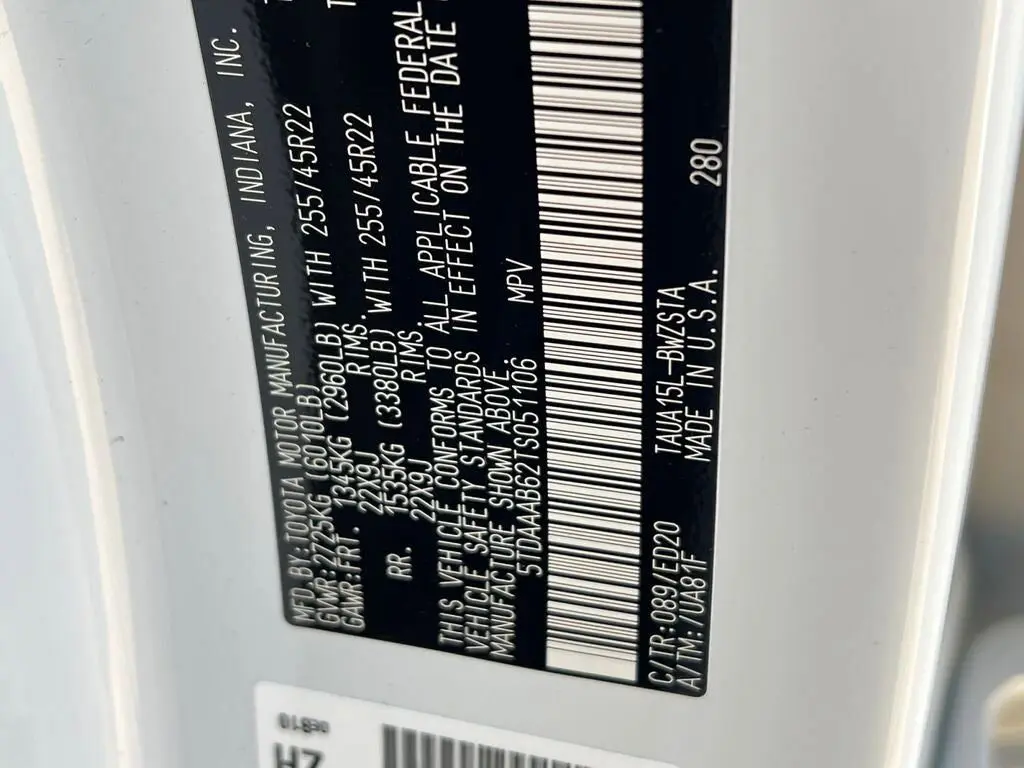 MFD. BY: TOYOTA MOTOR MANUFACTURING, INDIANA, INC.
GVWR: 2725KG (6010LB)
GAWR: FRT. 1345KG (2960LB) WITH 255/45R22
22X9J RIMS.
RR. 1535KG (3380LB) WITH 255/45R22
22X9J RIMS.
THIS VEHICLE CONFORMS TO ALL APPLICABLE FEDERAL
VEHICLE SAFETY STANDARDS IN EFFECT ON THE DATE
MANUFACTURE SHOWN ABOVE.
5TDAAAB62TS051106 MPV
C/TR: 089/ED20 TAUA15L-BWZSTA 280
A/TM: /UA81F MADE IN U.S.A.
0EB10
ZH